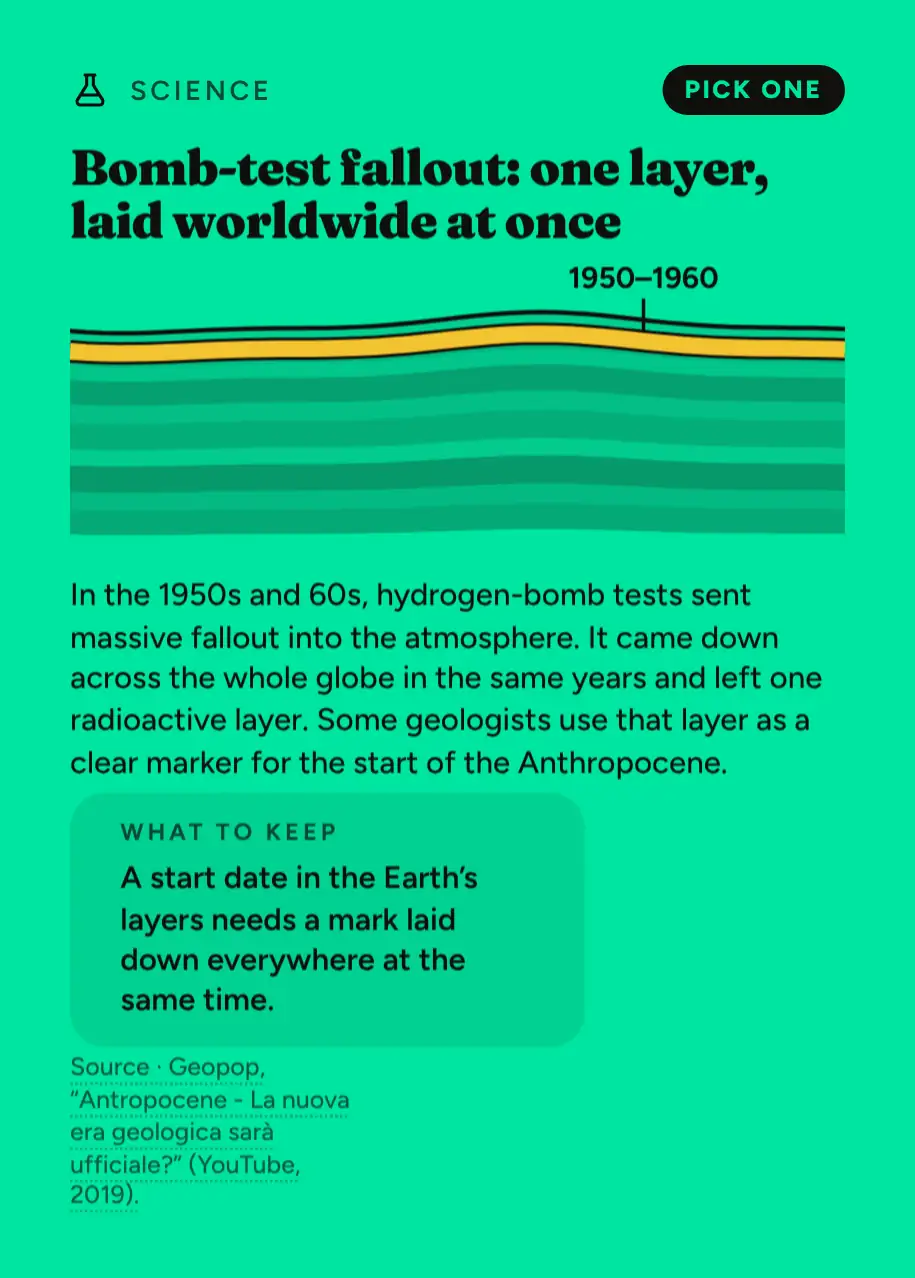 SCIENCE
PICK ONE
Bomb-test fallout: one layer,
laid worldwide at once
1950–1960
In the 1950s and 60s, hydrogen-bomb tests sent
massive fallout into the atmosphere. It came down
across the whole globe in the same years and left one
radioactive layer. Some geologists use that layer as a
clear marker for the start of the Anthropocene.
WHAT TO KEEP
A start date in the Earth’s
layers needs a mark laid
down everywhere at the
same time.
Source · Geopop,
“Antropocene - La nuova
era geologica sarà
ufficiale?” (YouTube,
2019).